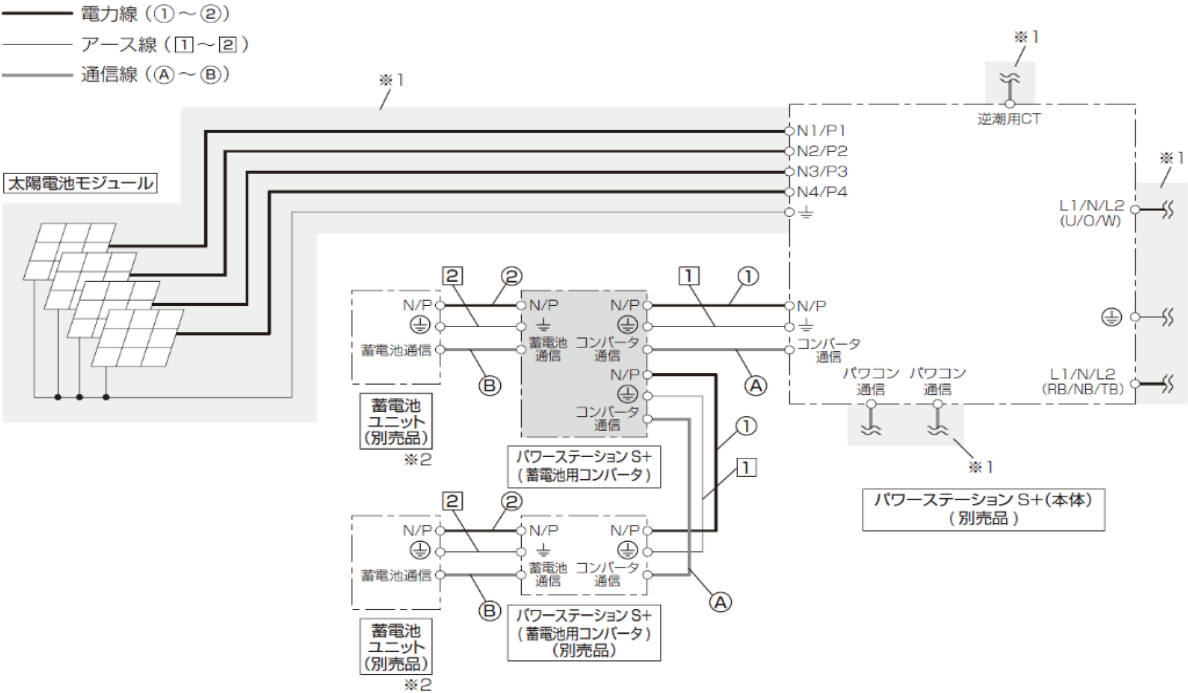 電力線（①～②）
アース線（1～2）
通信線（Ⓐ～Ⓑ）
※1
※1
逆潮用CT
※1
N1/P1
N2/P2
N3/P3
N4/P4
太陽電池モジュール
L1/N/L2
(U/O/W)
2 ② 1 ①
N/P N/P N/P N/P
蓄電池通信
蓄電池
通信
コンバータ
通信
コンバータ
通信
Ⓑ Ⓐ
N/P
コンバータ
通信
パワコン
通信
パワコン
通信
L1/N/L2
(RB/NB/TB)
蓄電池
ユニット
(別売品)
※2
パワーステーション S+
(蓄電池用コンバータ)
①
1
※1
パワーステーション S+(本体)
(別売品)
2 ②
N/P N/P N/P
蓄電池通信
蓄電池
通信
コンバータ
通信
Ⓑ Ⓐ
蓄電池
ユニット
(別売品)
※2
パワーステーション S+
(蓄電池用コンバータ)
(別売品)